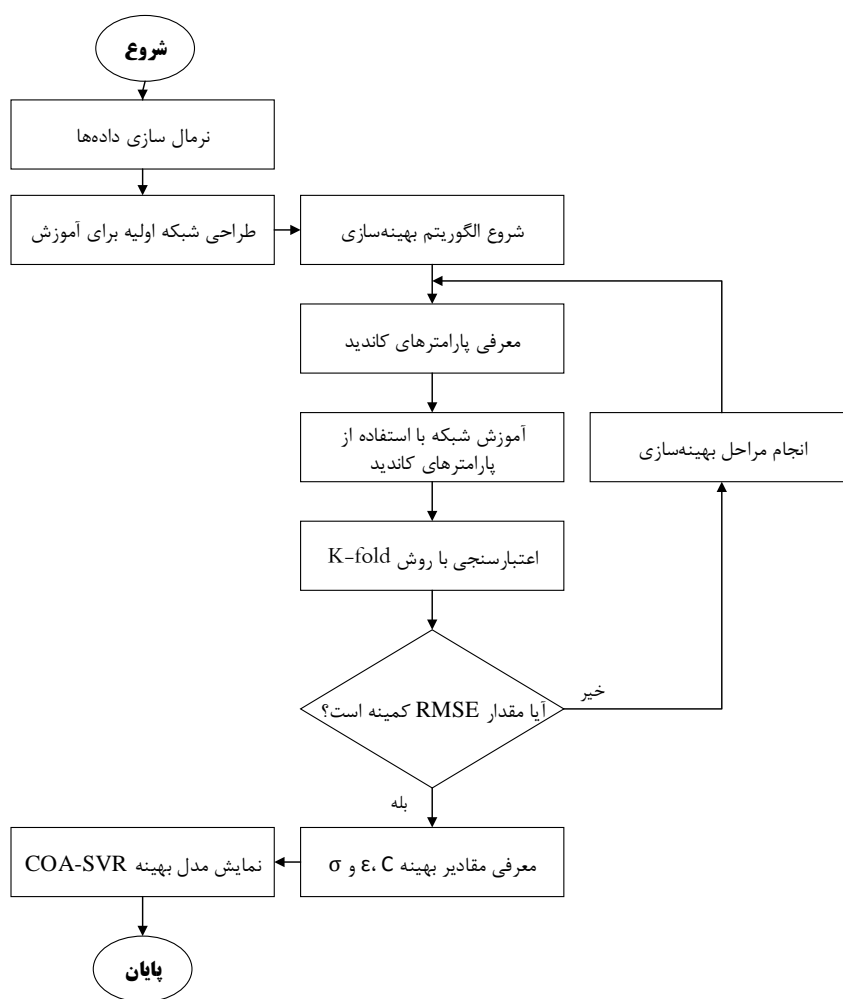 شروع
نرمال سازی داده‌ها
طراحی شبکه اولیه برای آموزش
شروع الگوریتم بهینه‌سازی
معرفی پارامترهای کاندید
آموزش شبکه با استفاده از
پارامترهای کاندید
انجام مراحل بهینه‌سازی
اعتبارسنجی با روش K-fold
آیا مقدار RMSE کمینه است؟
خیر
بله
معرفی مقادیر بهینه ε، C و σ
نمایش مدل بهینه COA-SVR
پایان